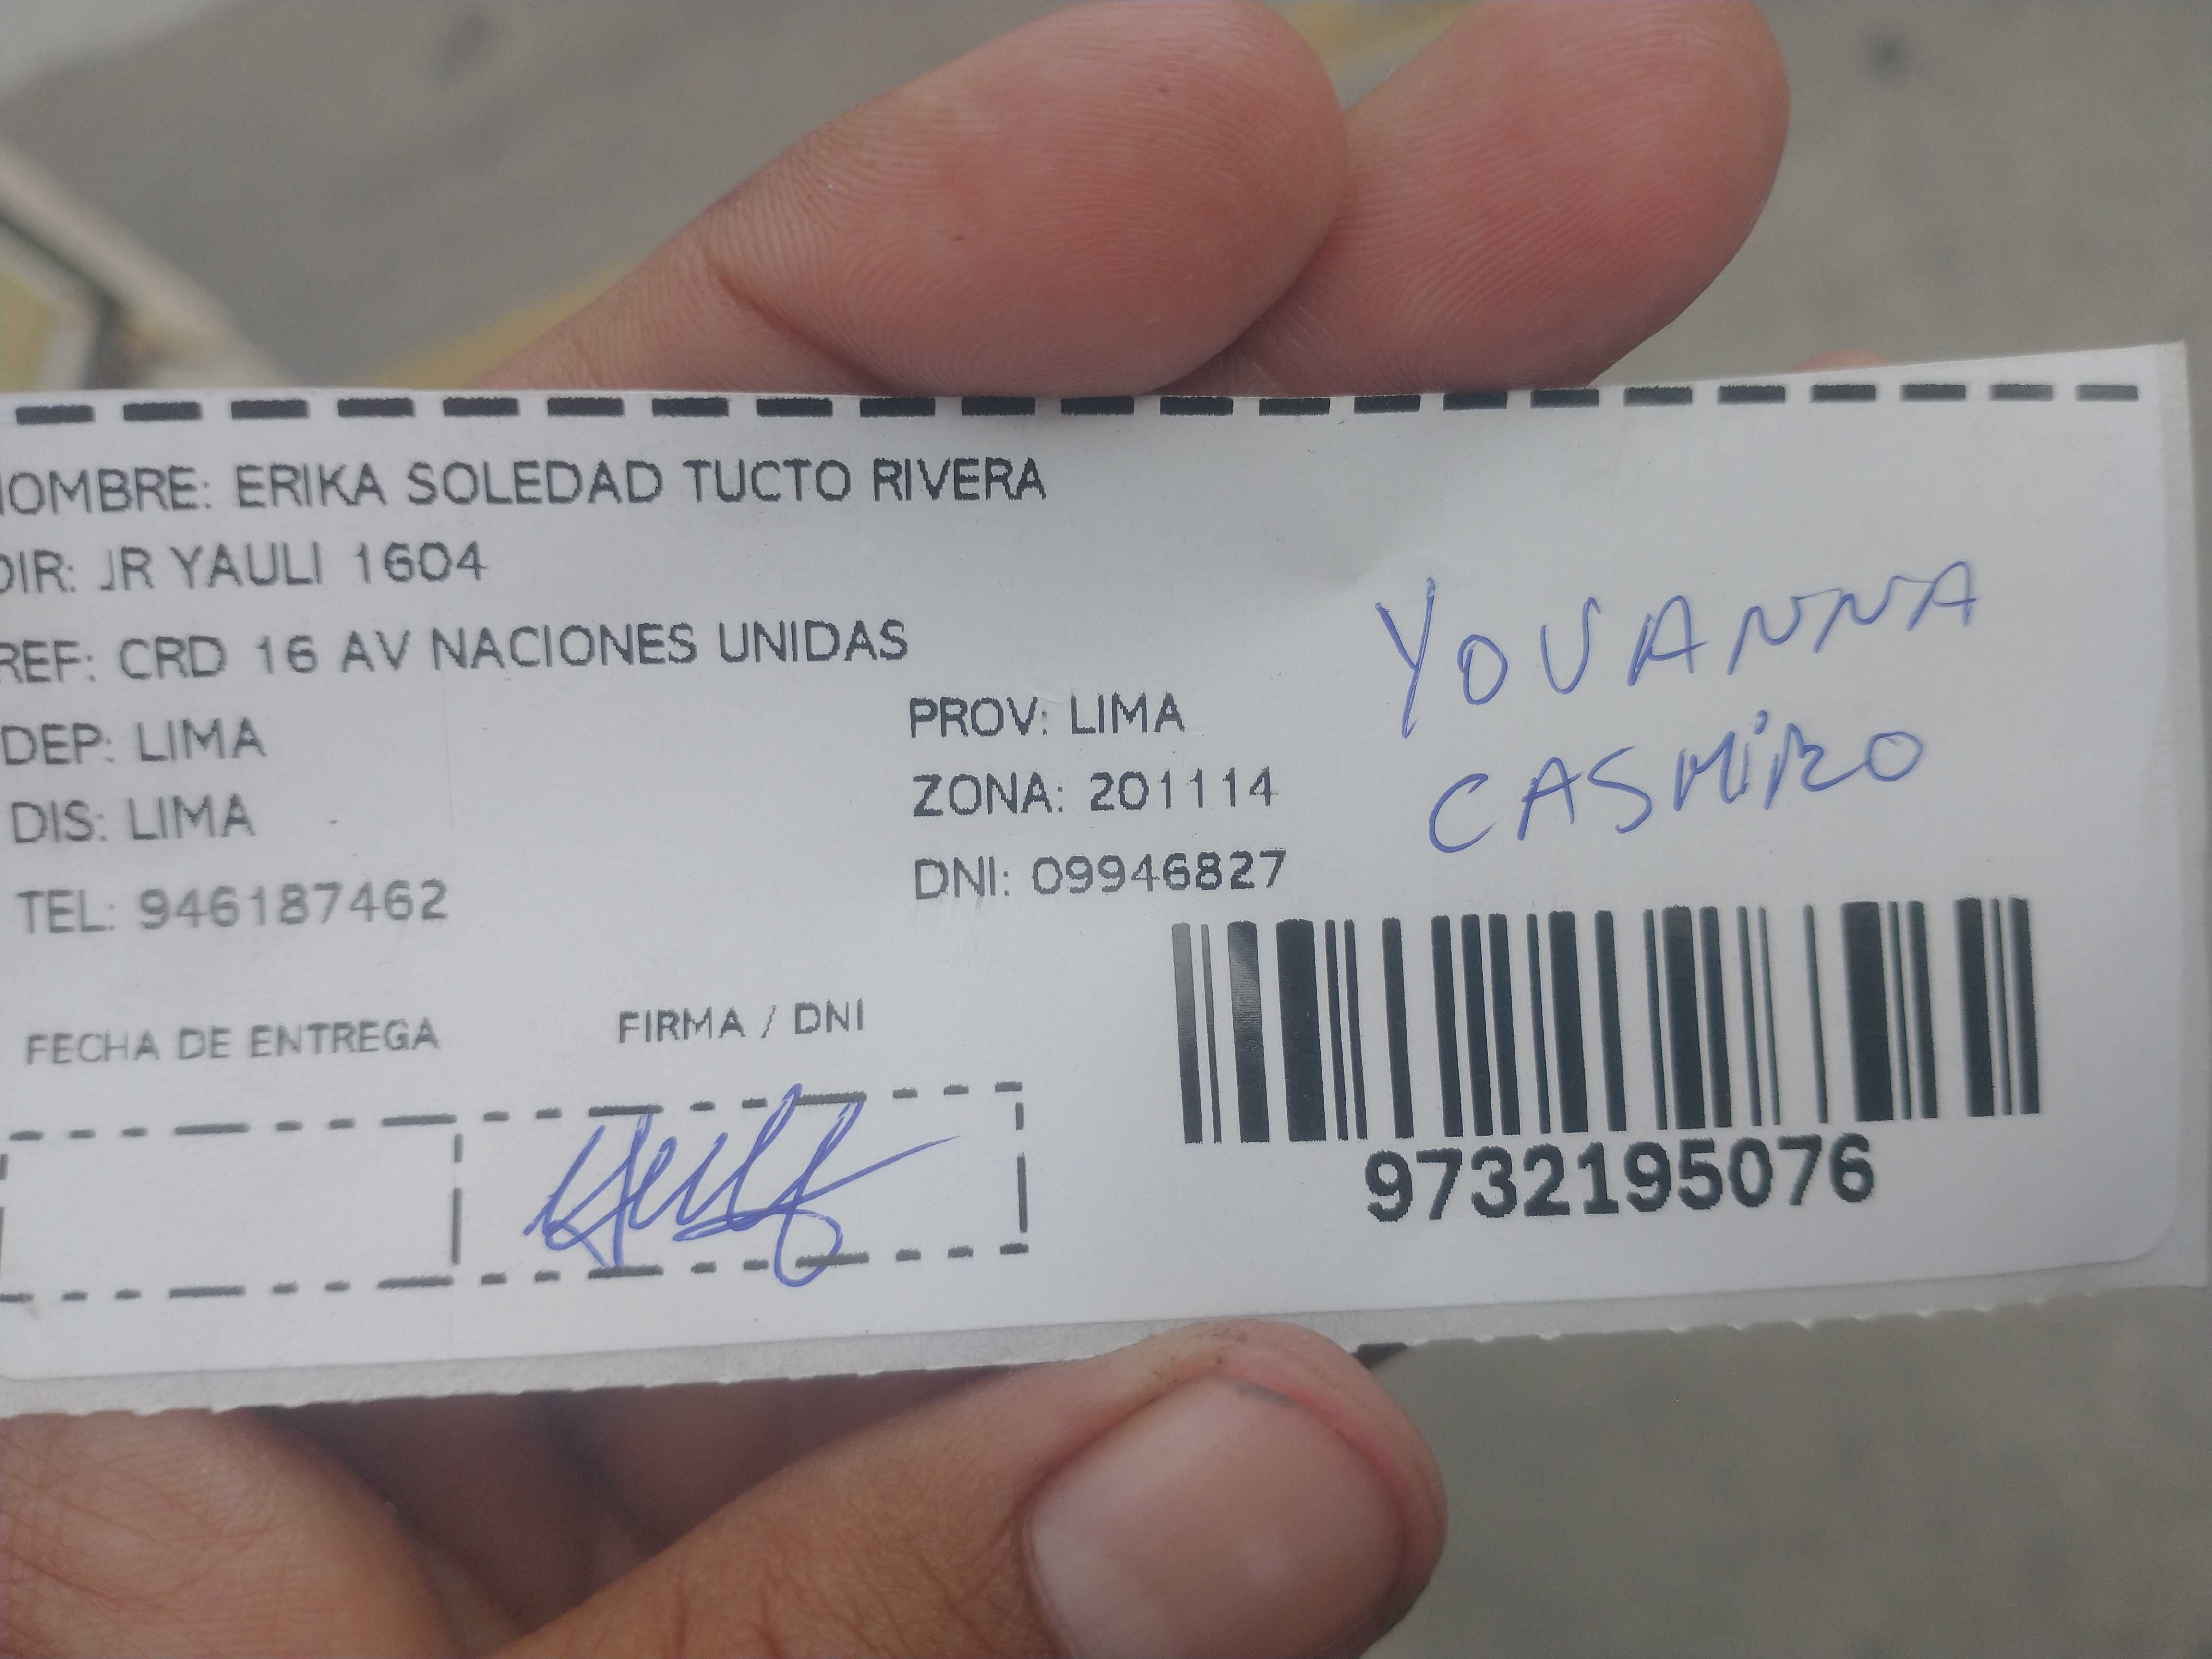 NOMBRE: ERIKA SOLEDAD TUCTO RIVERA
DIR: JR YAULI 1604
REF: CRD 16 AV NACIONES UNIDAS
DEP: LIMA
PROV: LIMA
DIS: LIMA
ZONA: 201114
TEL: 946187462
DNI: 09946827
YOVANNA
CASMIRO
FECHA DE ENTREGA
FIRMA / DNI
9732195076